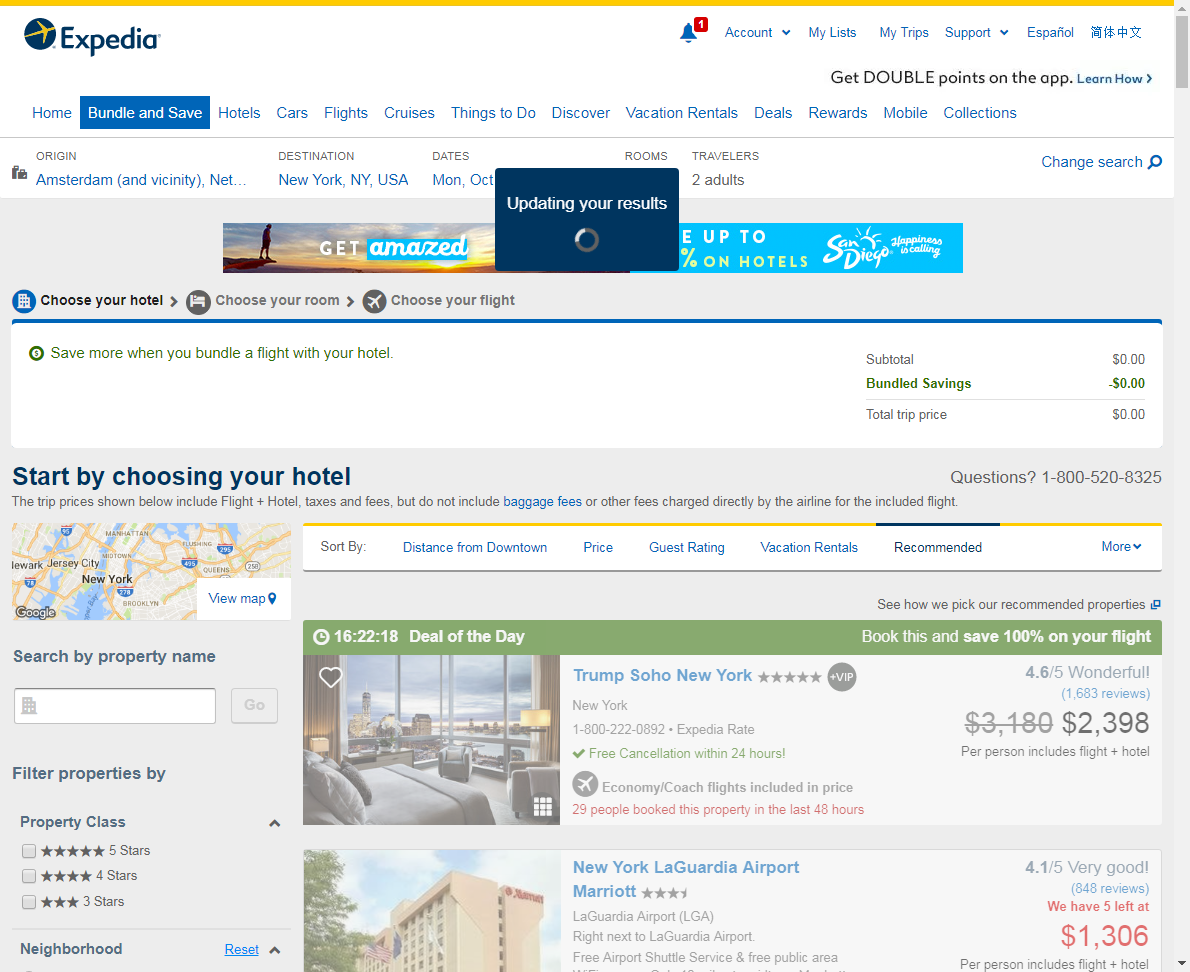 Expedia
1
Account
My Lists
My Trips
Support
Español
简体中文
Get DOUBLE points on the app. Learn How
Home
Bundle and Save
Hotels
Cars
Flights
Cruises
Things to Do
Discover
Vacation Rentals
Deals
Rewards
Mobile
Collections
ORIGIN
Amsterdam (and vicinity), Net...
DESTINATION
New York, NY, USA
DATES
Mon, Oct
ROOMS
TRAVELERS
2 adults
Change search
Updating your results
GET amazed
E UP TO
% ON HOTELS
San Diego
Happiness is calling
Choose your hotel
Choose your room
Choose your flight
Save more when you bundle a flight with your hotel.
Subtotal $0.00
Bundled Savings -$0.00
Total trip price $0.00
Start by choosing your hotel
Questions? 1-800-520-8325
The trip prices shown below include Flight + Hotel, taxes and fees, but do not include baggage fees or other fees charged directly by the airline for the included flight.
MANHATTAN
FLUSHING
95
295
MIDTOWN
lewark
Jersey City
495
QUEENS
258
New York
78
278
BROOKLYN
Google
View map
Sort By:
Distance from Downtown
Price
Guest Rating
Vacation Rentals
Recommended
More
See how we pick our recommended properties
Search by property name
Go
Filter properties by
Property Class
5 Stars
4 Stars
3 Stars
Neighborhood
Reset
16:22:18 Deal of the Day
Book this and save 100% on your flight
Trump Soho New York
+VIP
New York
1-800-222-0892 • Expedia Rate
Free Cancellation within 24 hours!
Economy/Coach flights included in price
29 people booked this property in the last 48 hours
4.6/5 Wonderful!
(1,683 reviews)
$3,180 $2,398
Per person includes flight + hotel
Marriott
New York LaGuardia Airport
Marriott
LaGuardia Airport (LGA)
Right next to LaGuardia Airport.
Free Airport Shuttle Service & free public area
4.1/5 Very good!
(848 reviews)
We have 5 left at
$1,306
Per person includes flight + hotel